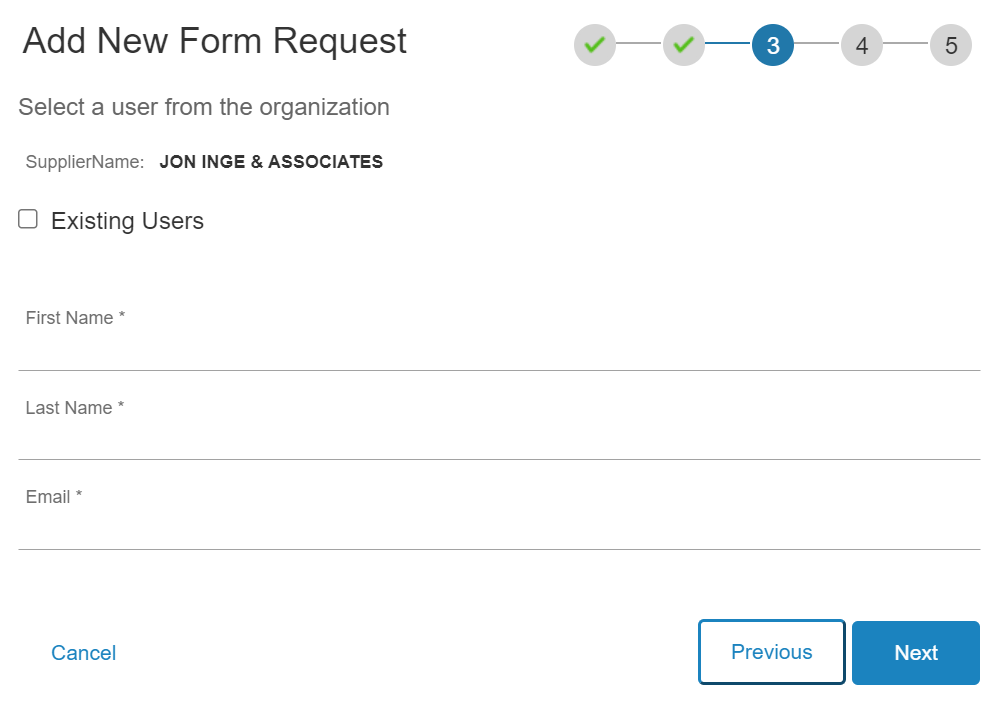 Add New Form Request
3 4 5
Select a user from the organization
SupplierName: JON INGE & ASSOCIATES
Existing Users
First Name *
Last Name *
Email *
Cancel Previous Next